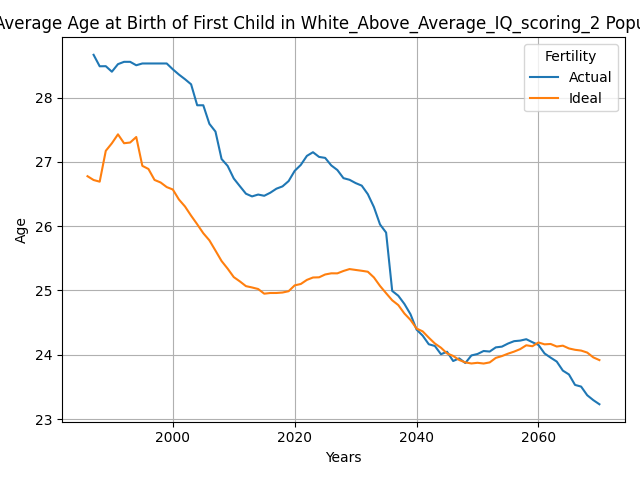 Average Age at Birth of First Child in White_Above_Average_IQ_scoring_2
Fertility
Actual
Ideal
28
27
26
25
24
23
Age
2000
2020
2040
2060
Years